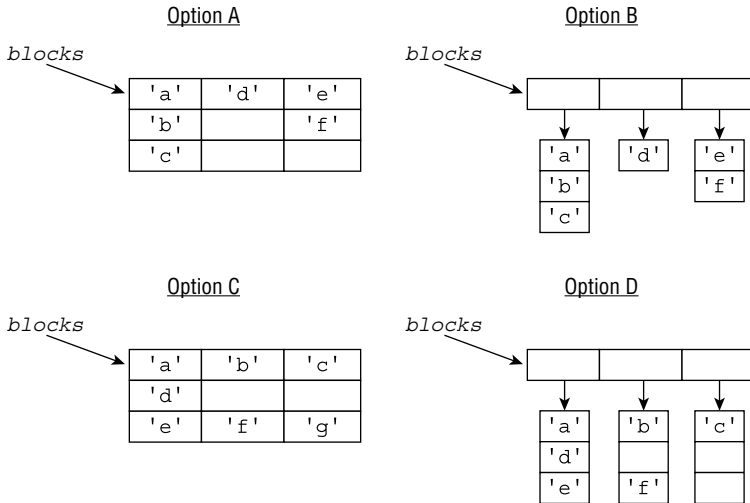 Option A
blocks
'a' 'd' 'e'
'b' 'f'
'c'
Option B
blocks
'a' 'd' 'e'
'b' 'f'
'c'
Option C
blocks
'a' 'b' 'c'
'd'
'e' 'f' 'g'
Option D
blocks
'a' 'b' 'c'
'd'
'e' 'f'